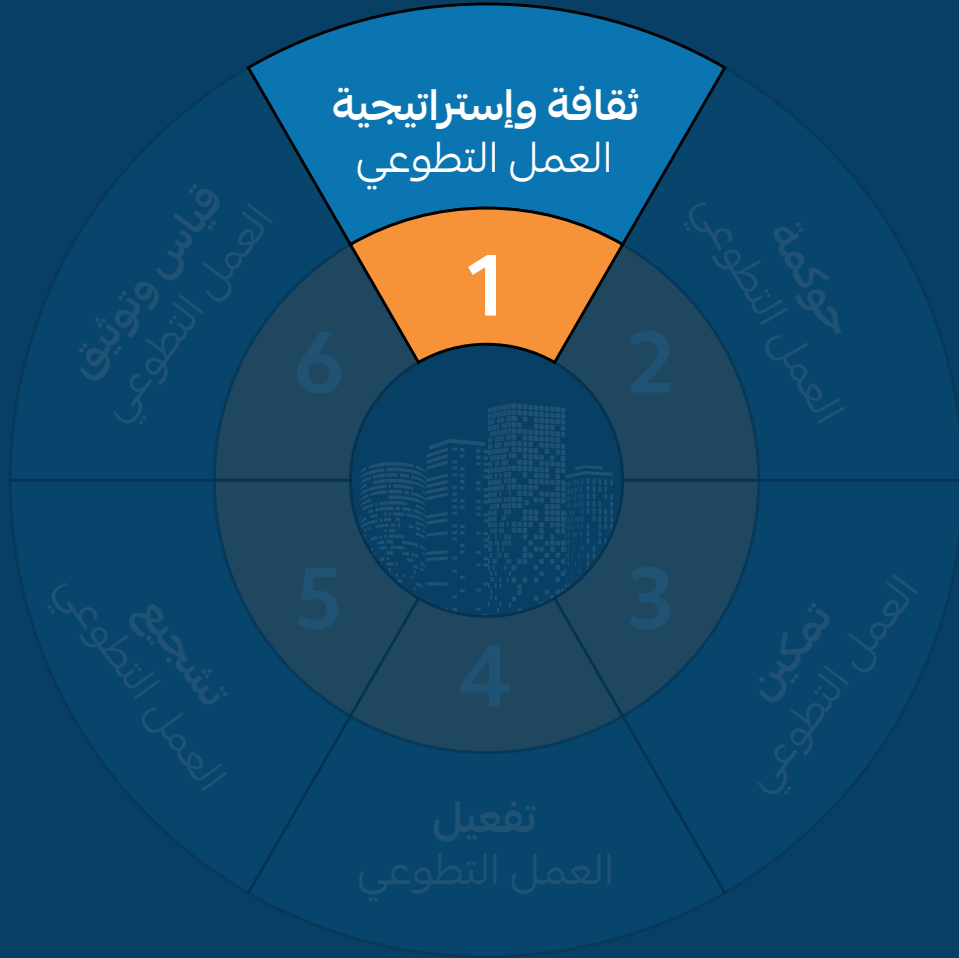 ثقافة وإستراتيجية
العمل التطوعي
1
حوكمة
العمل التطوعي
2
تمكين
العمل التطوعي
3
تفعيل
العمل التطوعي
4
تشجيع
العمل التطوعي
5
قياس وتوثيق
العمل التطوعي
6